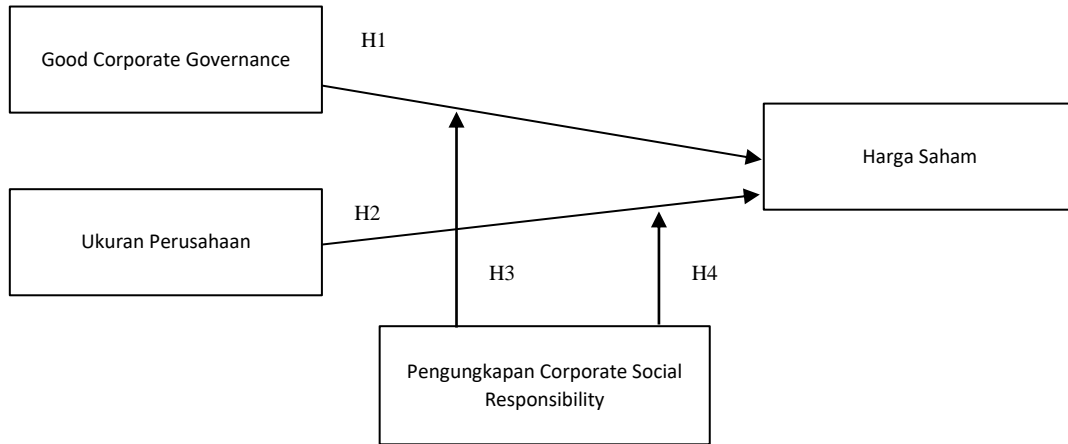 H1
Good Corporate Governance
Harga Saham
H2
Ukuran Perusahaan
H3
H4
Pengungkapan Corporate Social
Responsibility